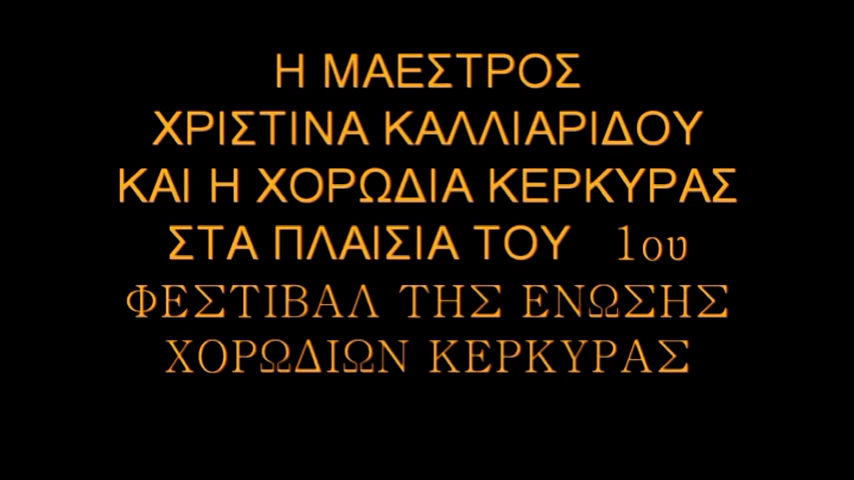 Η ΜΑΕΣΤΡΟΣ
ΧΡΙΣΤΙΝΑ ΚΑΛΛΙΑΡΙΔΟΥ
ΚΑΙ Η ΧΟΡΩΔΙΑ ΚΕΡΚΥΡΑΣ
ΣΤΑ ΠΛΑΙΣΙΑ ΤΟΥ 1ου
ΦΕΣΤΙΒΑΛ ΤΗΣ ΕΝΩΣΗΣ
ΧΟΡΩΔΙΩΝ ΚΕΡΚΥΡΑΣ